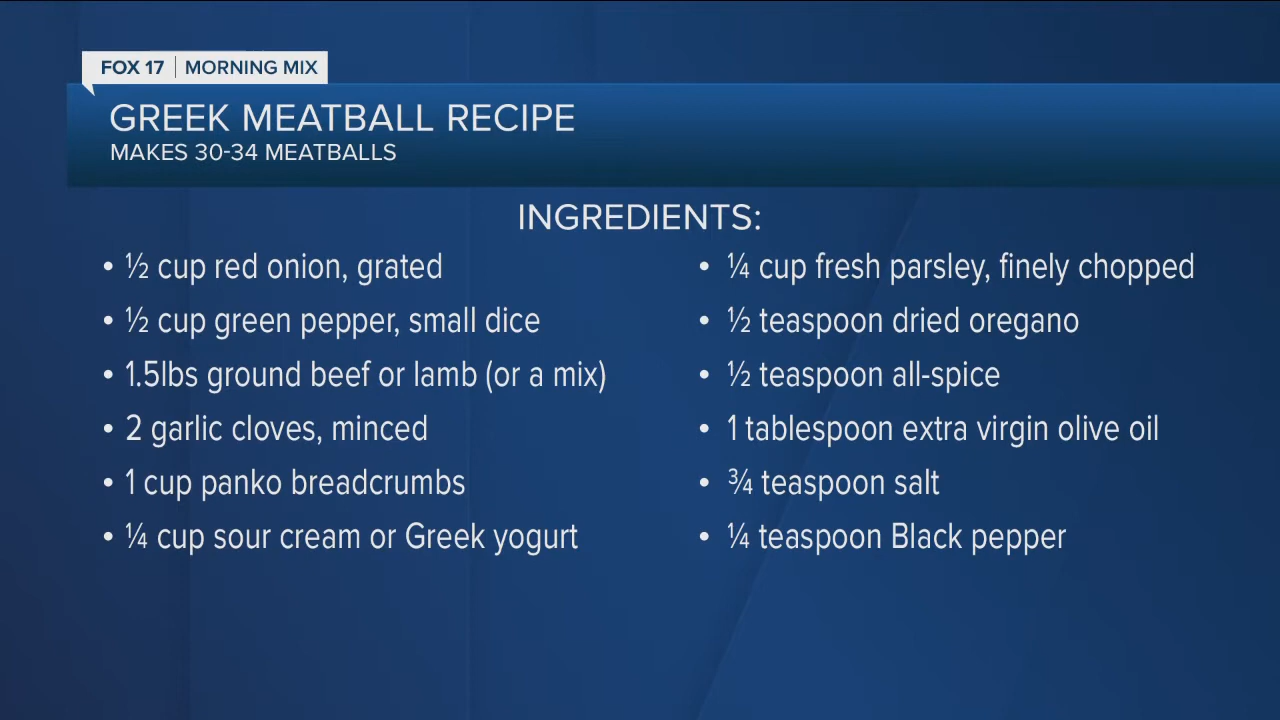 FOX 17 | MORNING MIX
GREEK MEATBALL RECIPE
MAKES 30-34 MEATBALLS
INGREDIENTS:
• ½ cup red onion, grated
• ½ cup green pepper, small dice
• 1.5lbs ground beef or lamb (or a mix)
• 2 garlic cloves, minced
• 1 cup panko breadcrumbs
• ¼ cup sour cream or Greek yogurt
• ¼ cup fresh parsley, finely chopped
• ½ teaspoon dried oregano
• ½ teaspoon all-spice
• 1 tablespoon extra virgin olive oil
• ¾ teaspoon salt
• ¼ teaspoon Black pepper